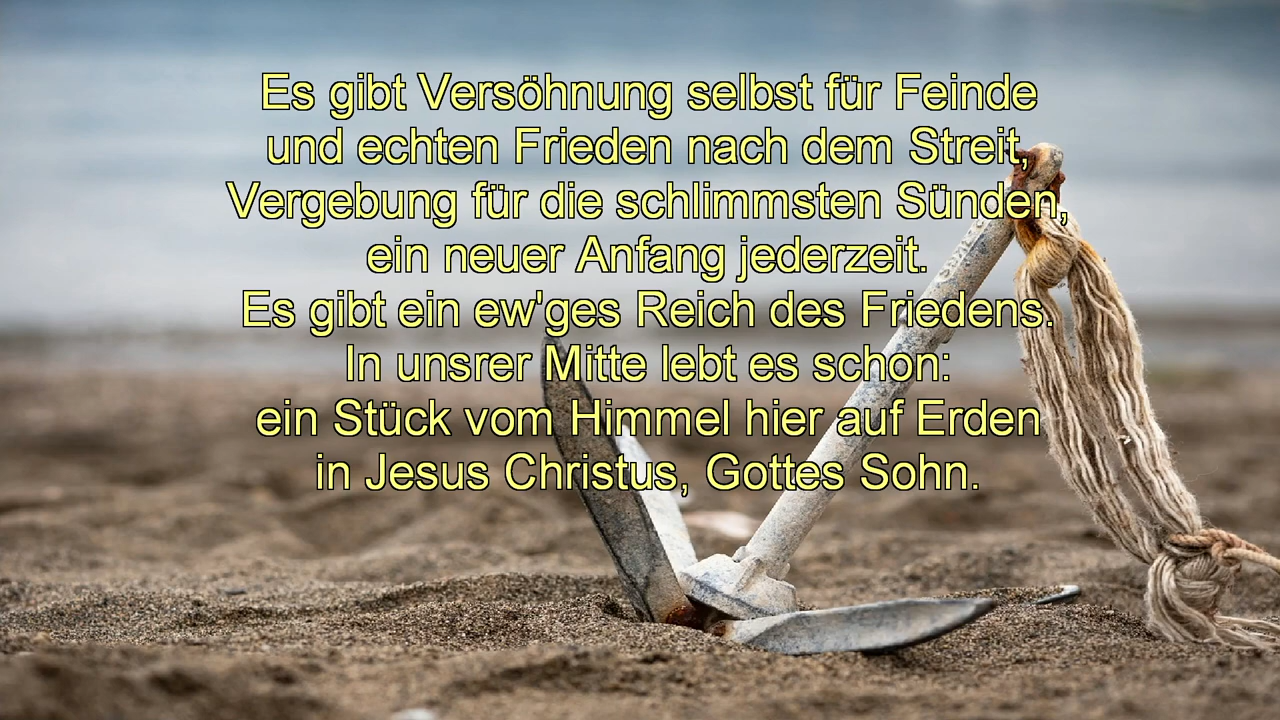 Es gibt Versöhnung selbst für Feinde
und echten Frieden nach dem Streit,
Vergebung für die schlimmsten Sünden,
ein neuer Anfang jederzeit.
Es gibt ein ew'ges Reich des Friedens.
In unsrer Mitte lebt es schon:
ein Stück vom Himmel hier auf Erden
in Jesus Christus, Gottes Sohn.